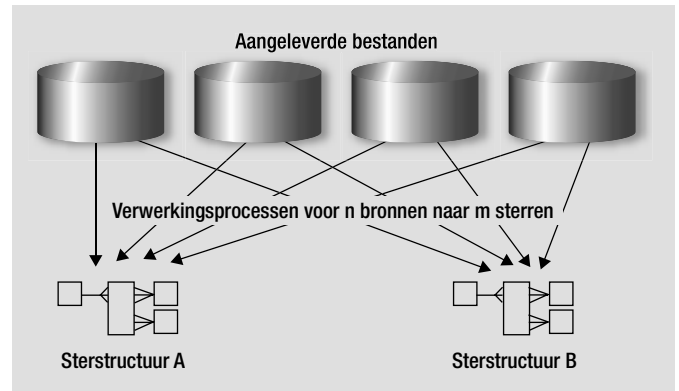 Aangeleverde bestanden
Verwerkingsprocessen voor n bronnen naar m sterren
Sterstructuur A
Sterstructuur B